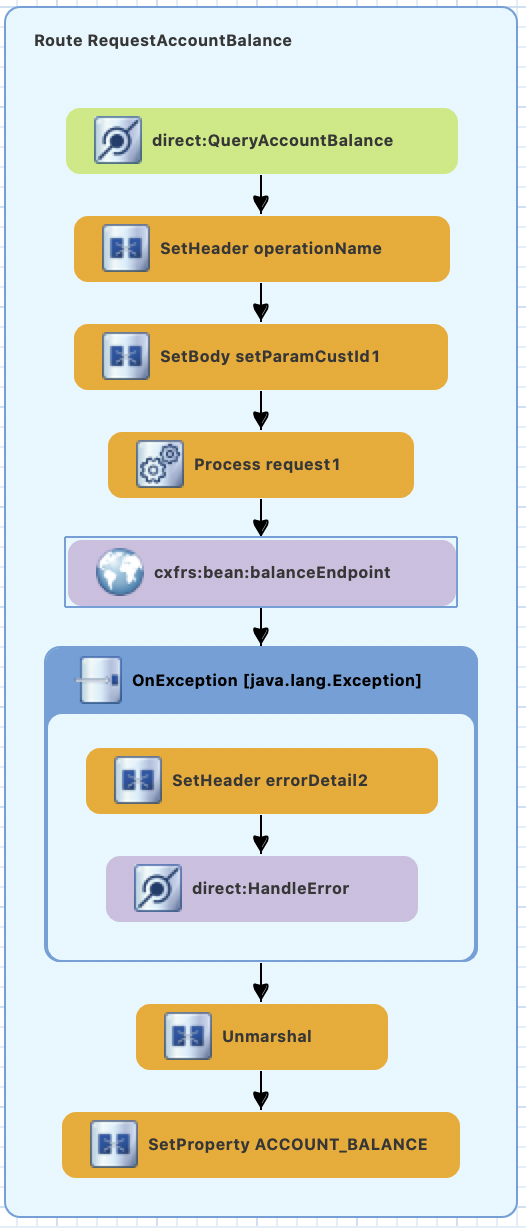 Route RequestAccountBalance
direct:QueryAccountBalance
SetHeader operationName
SetBody setParamCustId1
Process request1
cxfrs:bean:balanceEndpoint
OnException [java.lang.Exception]
SetHeader errorDetail2
direct:HandleError
Unmarshal
SetProperty ACCOUNT_BALANCE